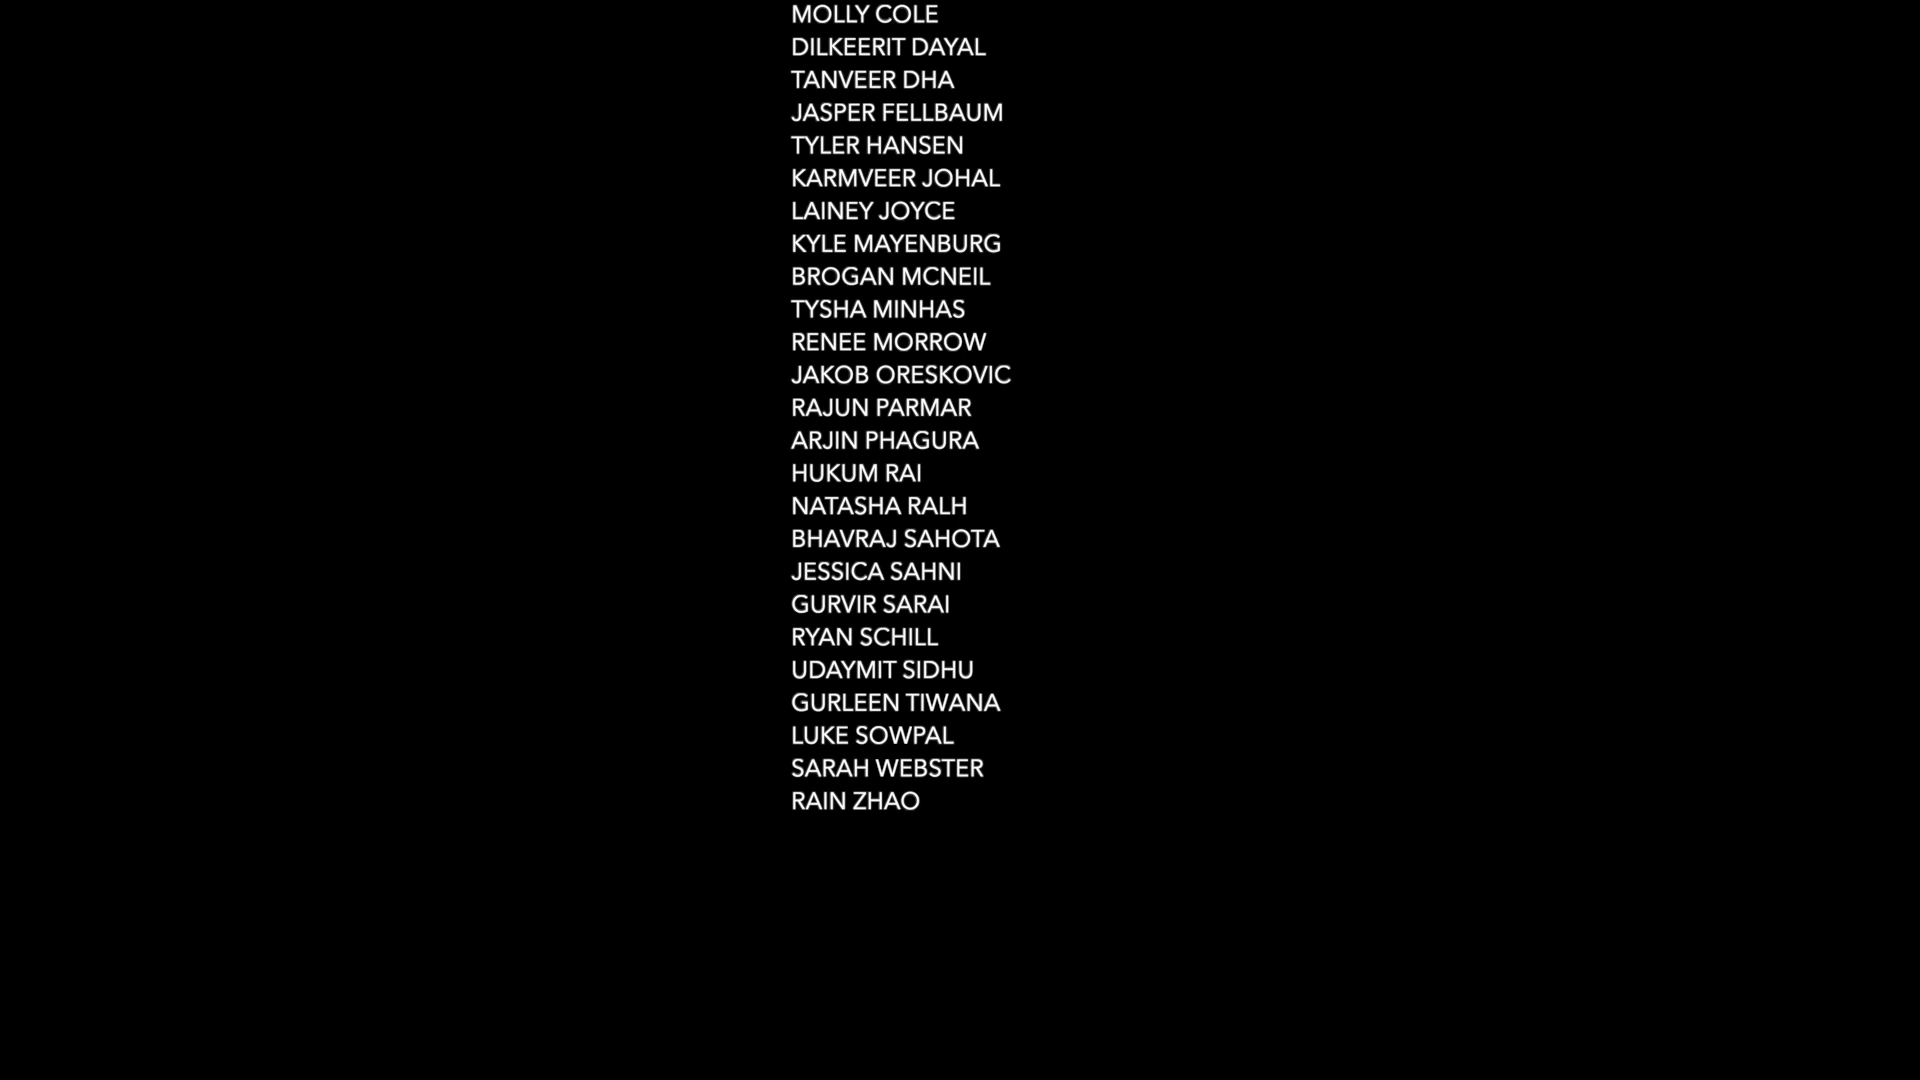 MOLLY COLE
DILKEERIT DAYAL
TANVEER DHA
JASPER FELLBAUM
TYLER HANSEN
KARMVEER JOHAL
LAINEY JOYCE
KYLE MAYENBURG
BROGAN MCNEIL
TYSHA MINHAS
RENEE MORROW
JAKOB ORESKOVIC
RAJUN PARMAR
ARJIN PHAGURA
HUKUM RAI
NATASHA RALH
BHAVRAJ SAHOTA
JESSICA SAHNI
GURVIR SARAI
RYAN SCHILL
UDAYMIT SIDHU
GURLEEN TIWANA
LUKE SOWPAL
SARAH WEBSTER
RAIN ZHAO